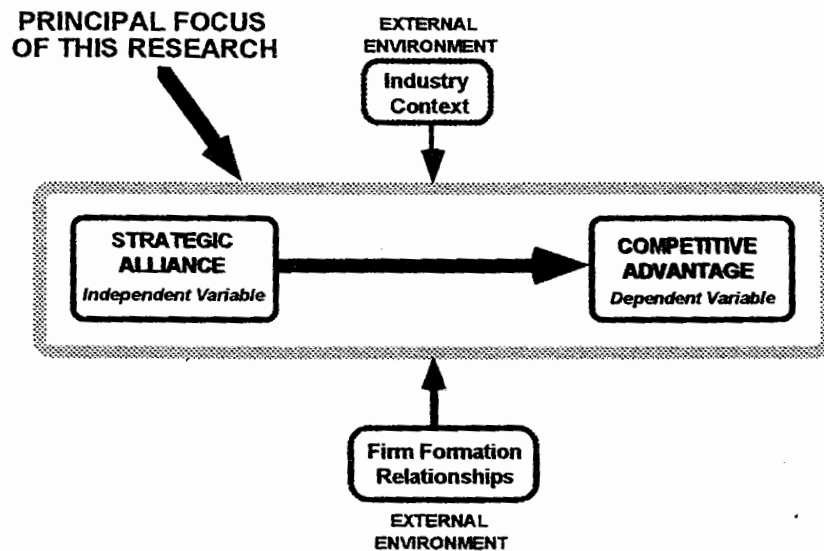 PRINCIPAL FOCUS
OF THIS RESEARCH
EXTERNAL
ENVIRONMENT
Industry
Context
STRATEGIC
ALLIANCE
Independent Variable
COMPETITIVE
ADVANTAGE
Dependent Variable
Firm Formation
Relationships
EXTERNAL
ENVIRONMENT